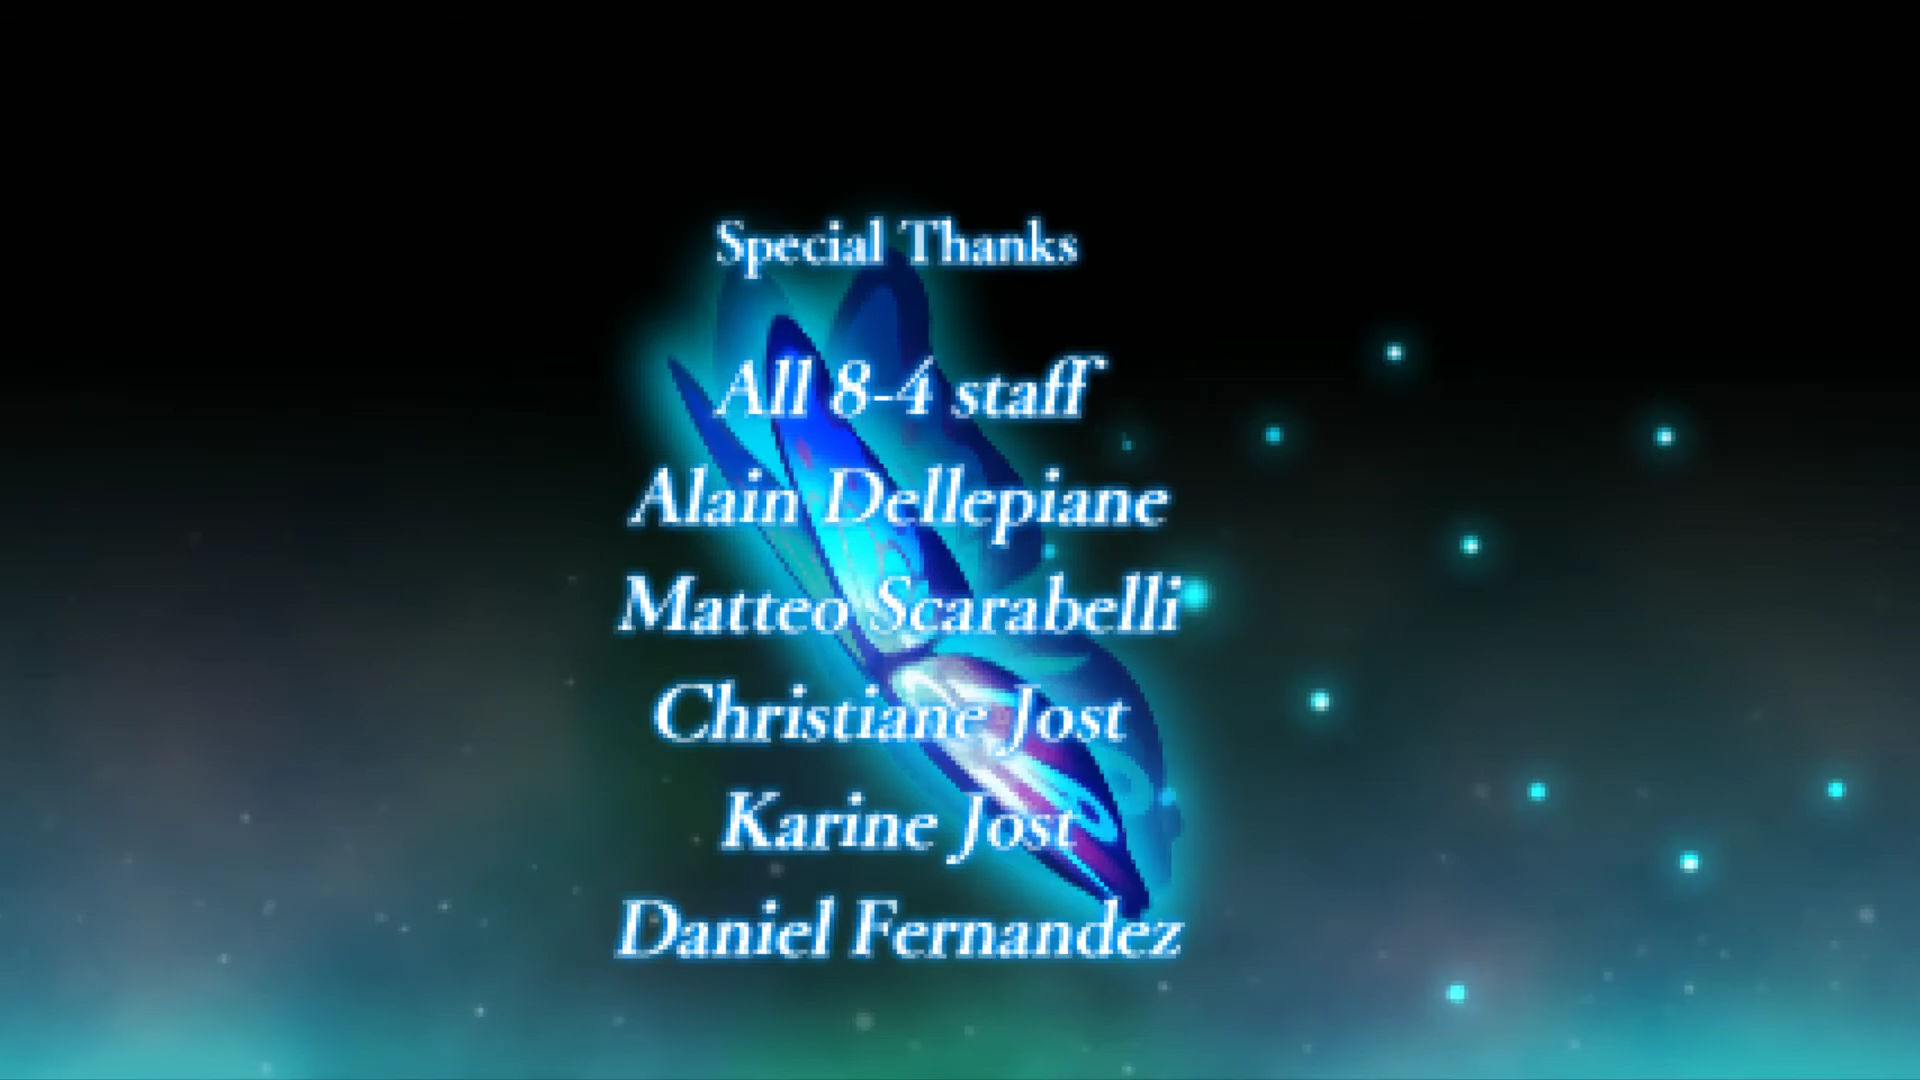 Special Thanks
All 8-4 staff
Alain Dellepiane
Matteo Scarabelli
Christiane Jost
Karine Jost
Daniel Fernandez